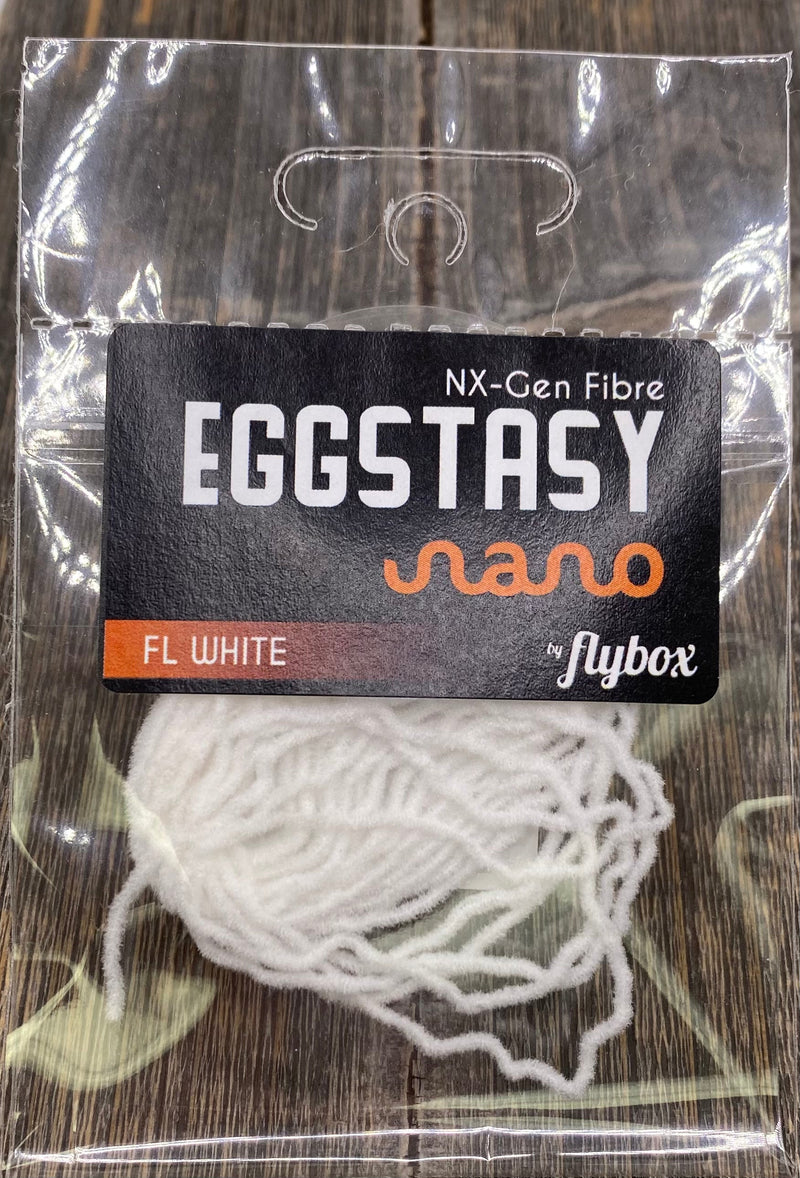 NX-Gen Fibre
EGGSTASY
nano
FL WHITE
by flybox